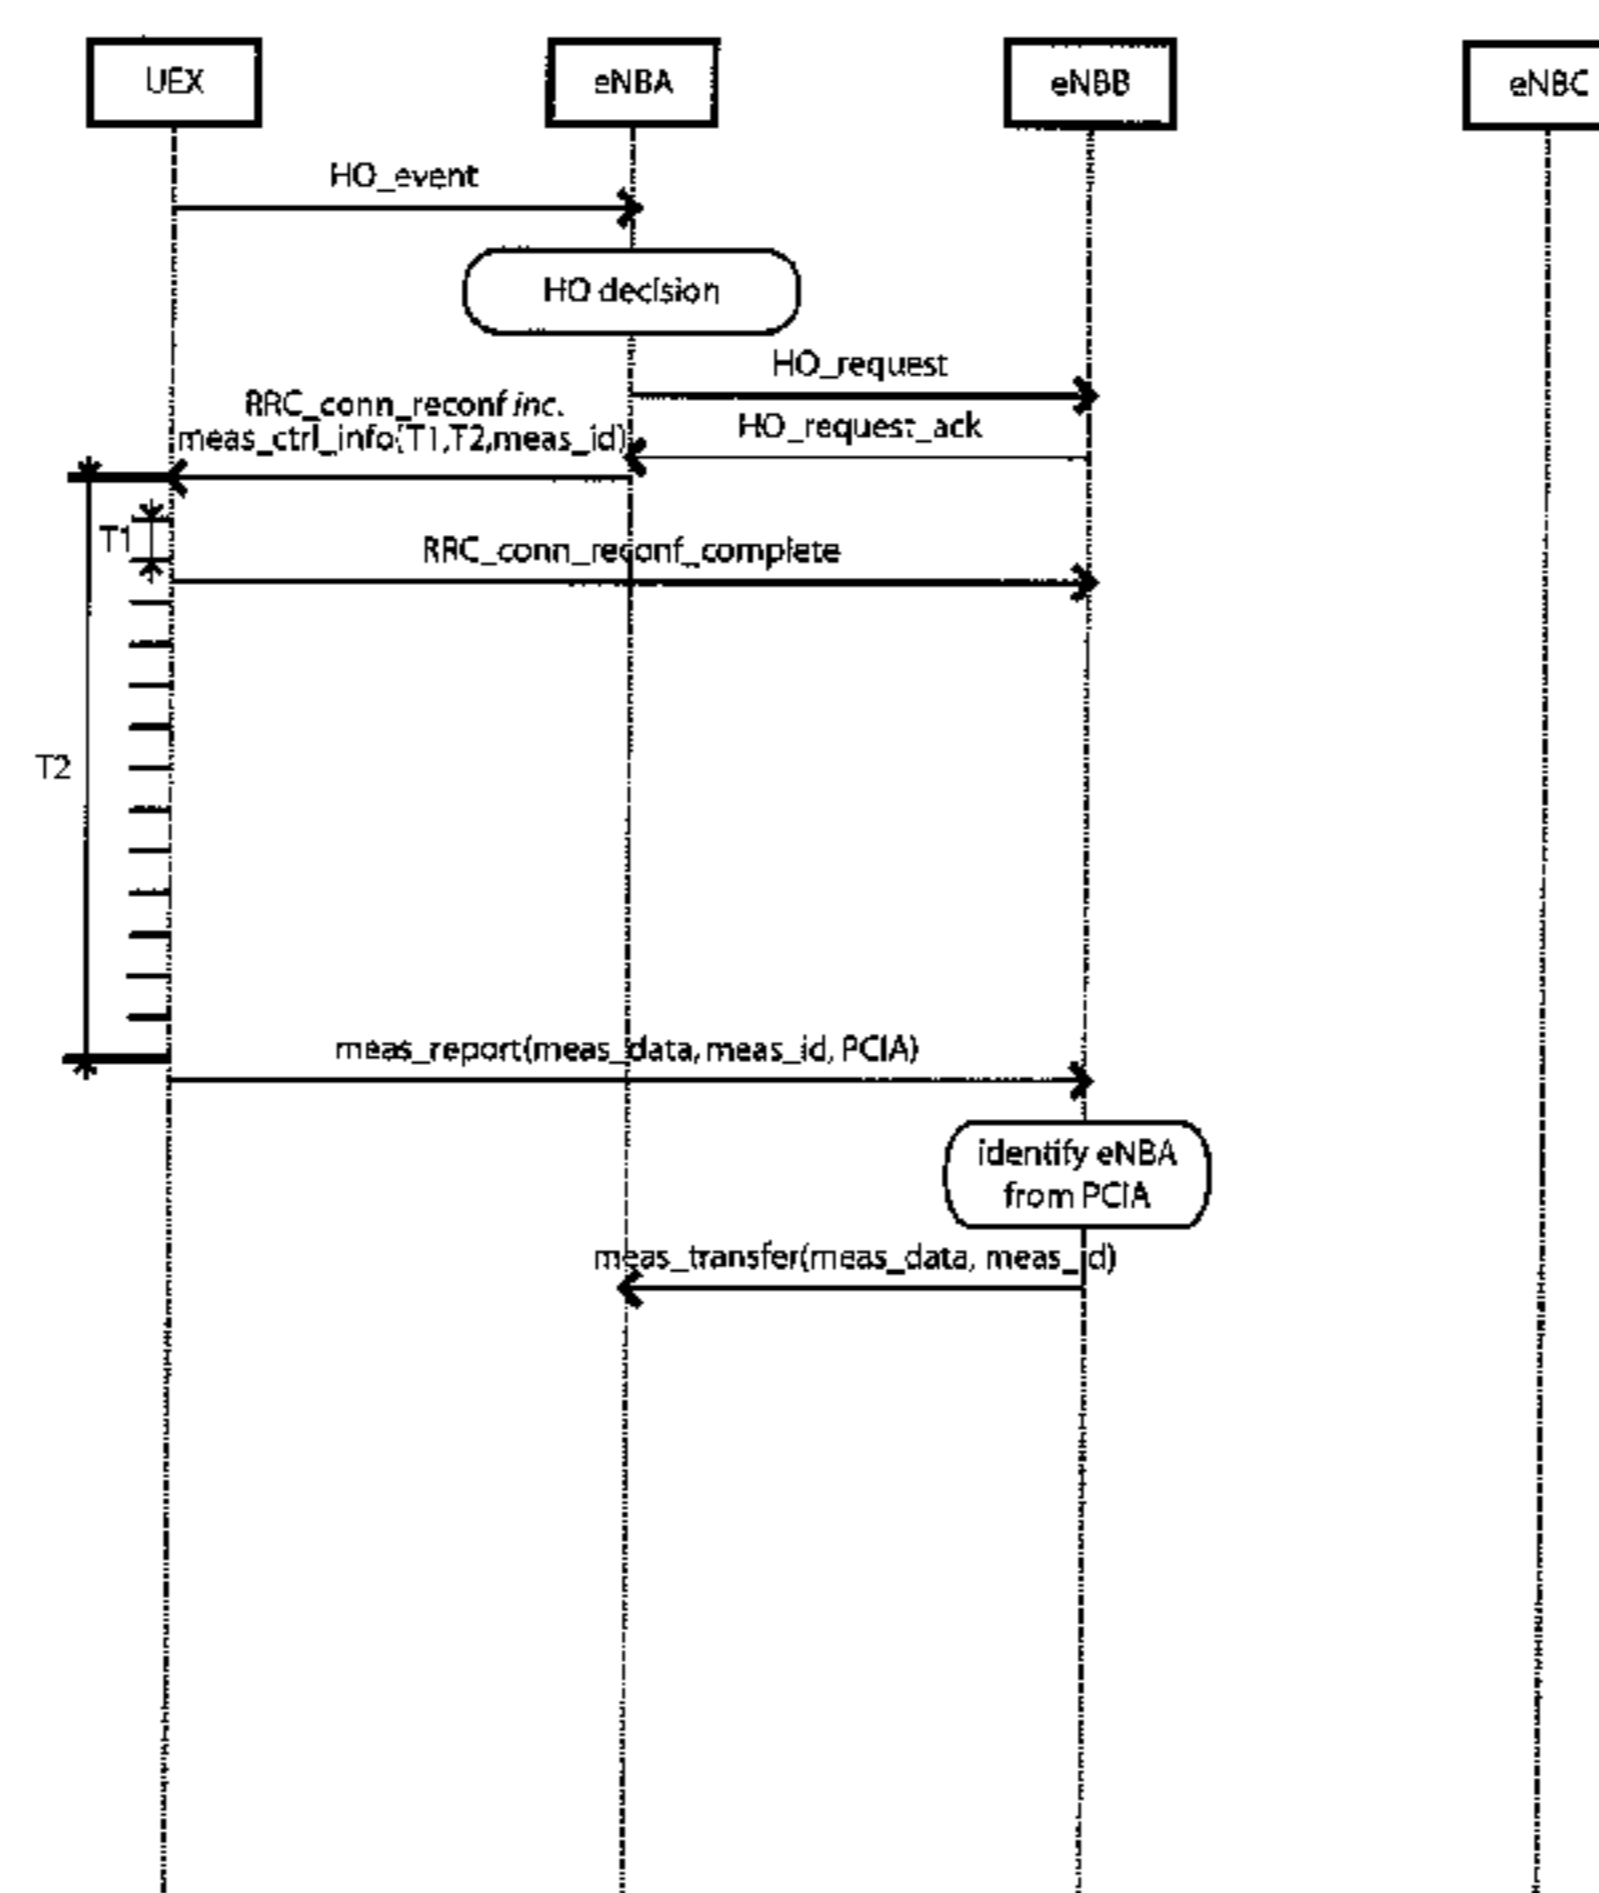 UEX
eNBA
eNBB
eNBC
HO_event
HO decision
HO_request
RRC_conn_reconf inc.
meas_ctrl_info(T1,T2,meas_id)
HO_request_ack
T1
RRC_conn_reconf_complete
T2
meas_report(meas_data, meas_id, PCIA)
identify eNBA
from PCIA
meas_transfer(meas_data, meas_id)